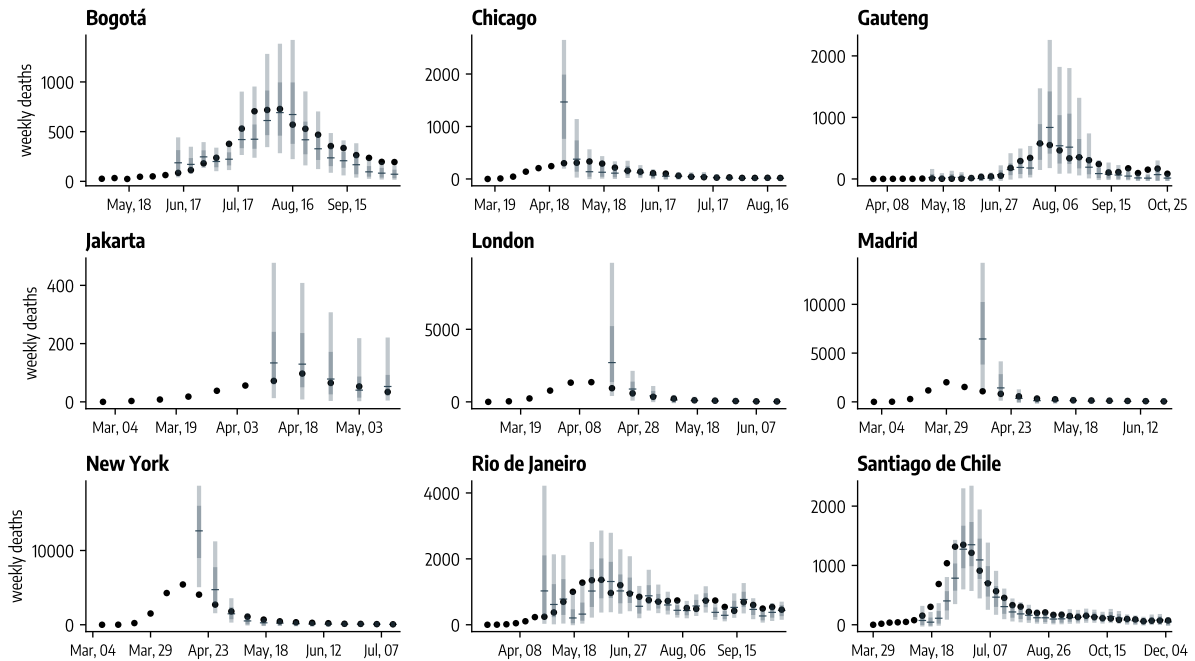 Bogotá
Chicago
Gauteng
weekly deaths
1000
500
0
May, 18 Jun, 17 Jul, 17 Aug, 16 Sep, 15
2000
1000
0
Mar, 19 Apr, 18 May, 18 Jun, 17 Jul, 17 Aug, 16
2000
1000
0
Apr, 08 May, 18 Jun, 27 Aug, 06 Sep, 15 Oct, 25
Jakarta
London
Madrid
weekly deaths
400
200
0
Mar, 04 Mar, 19 Apr, 03 Apr, 18 May, 03
5000
0
Mar, 19 Apr, 08 Apr, 28 May, 18 Jun, 07
10000
5000
0
Mar, 04 Mar, 29 Apr, 23 May, 18 Jun, 12
New York
Rio de Janeiro
Santiago de Chile
weekly deaths
10000
0
Mar, 04 Mar, 29 Apr, 23 May, 18 Jun, 12 Jul, 07
4000
2000
0
Apr, 08 May, 18 Jun, 27 Aug, 06 Sep, 15
2000
1000
0
Mar, 29 May, 18 Jul, 07 Aug, 26 Oct, 15 Dec, 04